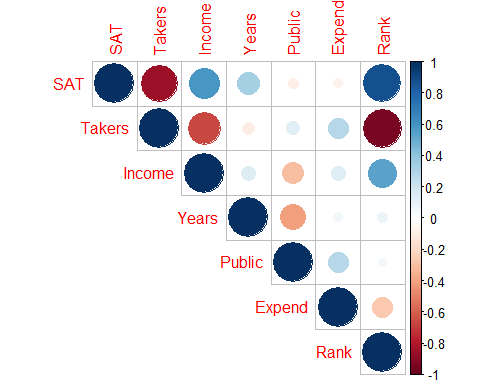 SAT
Takers
Income
Years
Public
Expend
Rank
SAT
Takers
Income
Years
Public
Expend
Rank
1
0.8
0.6
0.4
0.2
0
-0.2
-0.4
-0.6
-0.8
-1